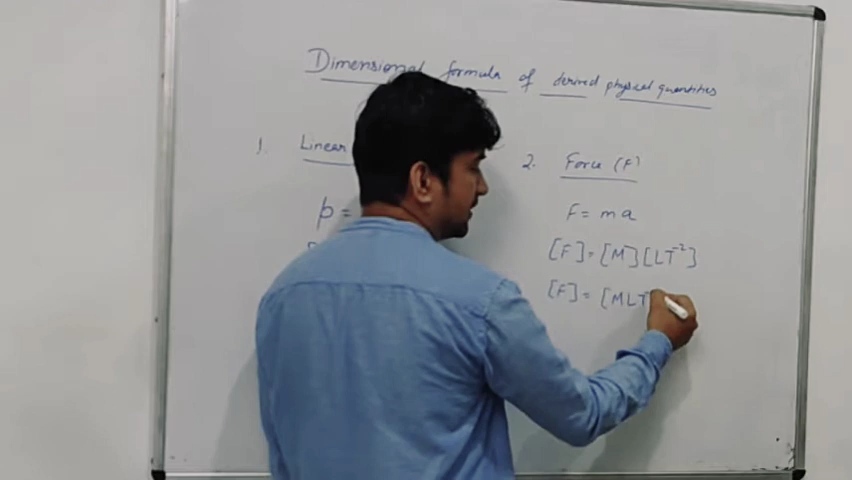 Dimensional formula of derived physical quantities
1. Linear
p =
2. Force (F)
F = ma
[F] = [M][LT⁻²]
[F] = [MLT